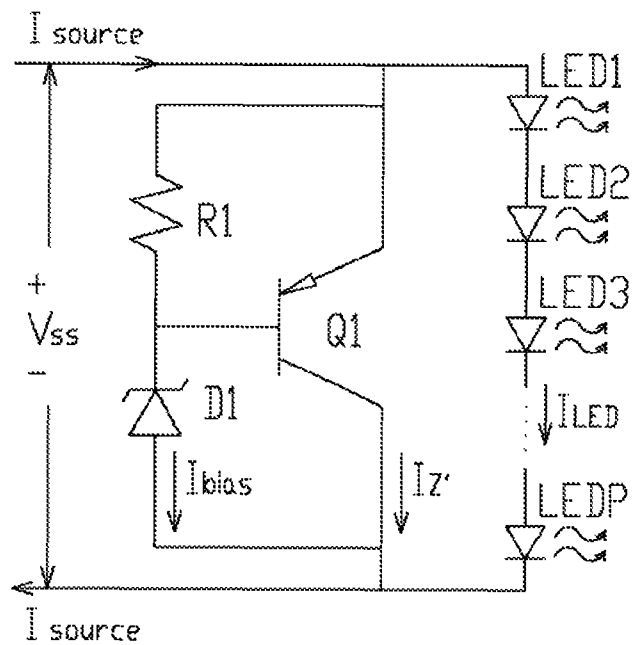 I source
LED1
LED2
R1
LED3
+
Q1
Vss
-
D1
ILED
Ibias
IZ'
LEDP
I source